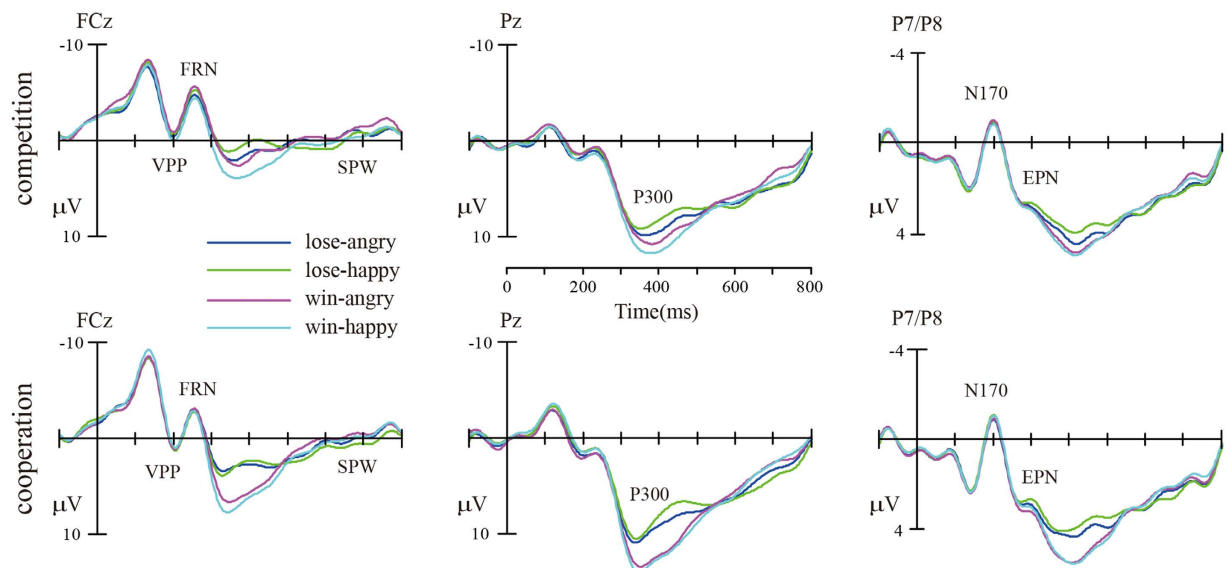 FCz
-10
FRN
VPP
SPW
μV
10
competition
Pz
-10
P300
μV
10
0
200
400
600
800
Time(ms)
P7/P8
-4
N170
EPN
μV
4
lose-angry
lose-happy
win-angry
win-happy
FCz
-10
FRN
VPP
SPW
μV
10
cooperation
Pz
-10
P300
μV
10
P7/P8
-4
N170
EPN
μV
4